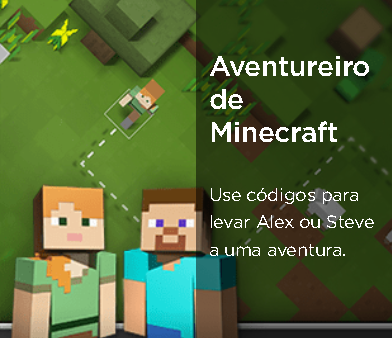 Aventureiro
de
Minecraft
Use códigos para
levar Alex ou Steve
a uma aventura.